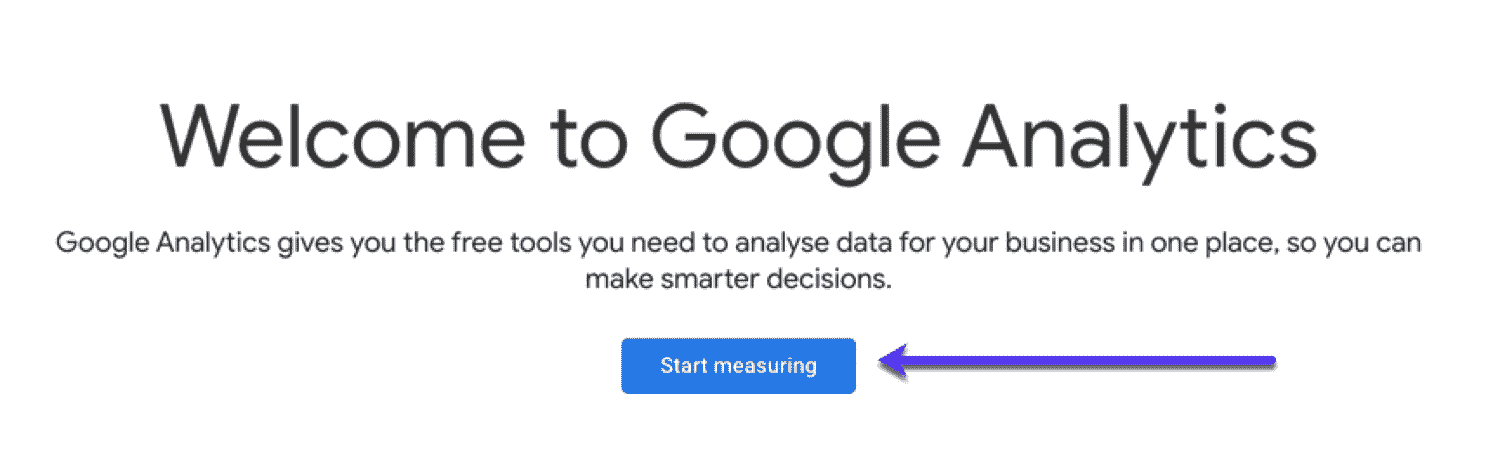 Welcome to Google Analytics
Google Analytics gives you the free tools you need to analyse data for your business in one place, so you can
make smarter decisions.
Start measuring